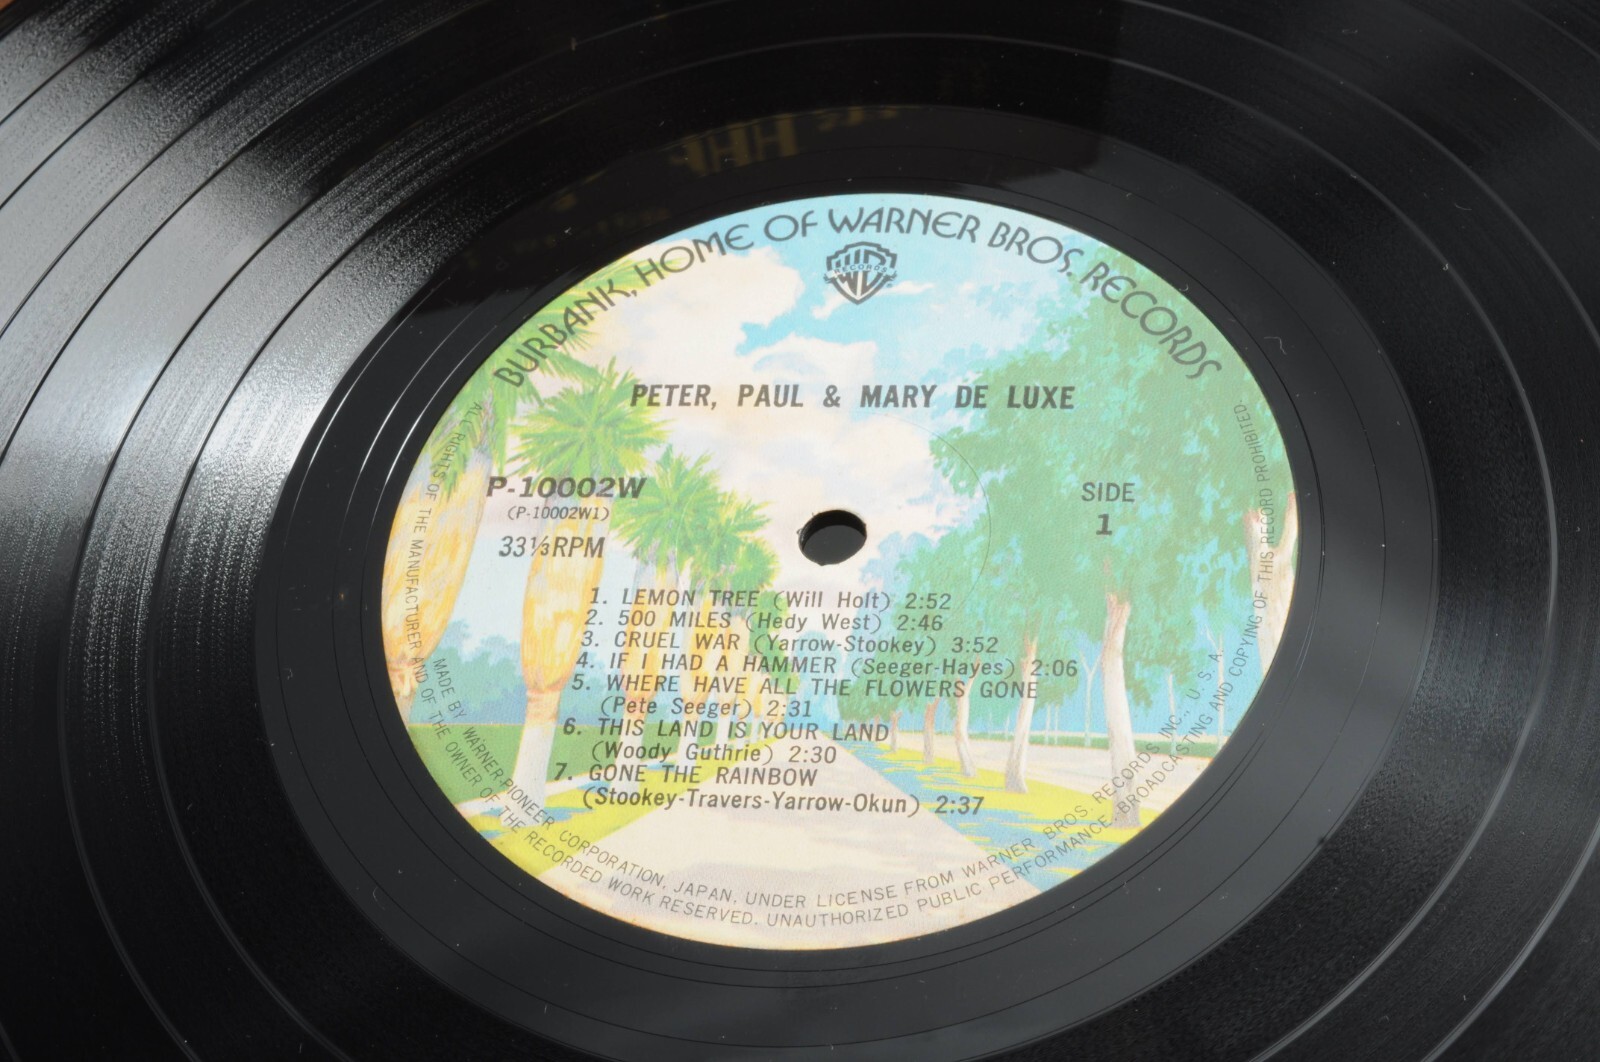 BURBANK, HOME OF WARNER BROS. RECORDS
WB
RECORDS
PETER, PAUL & MARY DE LUXE
P-10002W
(P-10002W1)
33⅓RPM
SIDE
1
1. LEMON TREE (Will Holt) 2:52
2. 500 MILES (Hedy West) 2:46
3. CRUEL WAR (Yarrow-Stookey) 3:52
4. IF I HAD A HAMMER (Seeger-Hayes) 2:06
5. WHERE HAVE ALL THE FLOWERS GONE
(Pete Seeger) 2:31
6. THIS LAND IS YOUR LAND
(Woody Guthrie) 2:30
7. GONE THE RAINBOW
(Stookey-Travers-Yarrow-Okun) 2:37
MADE BY WARNER-PIONEER CORPORATION, JAPAN, UNDER LICENSE FROM WARNER BROS. RECORDS INC., U.S.A.
ALL RIGHTS OF THE MANUFACTURER AND OF THE OWNER OF THE RECORDED WORK RESERVED. UNAUTHORIZED PUBLIC PERFORMANCE, BROADCASTING AND COPYING OF THIS RECORD PROHIBITED.